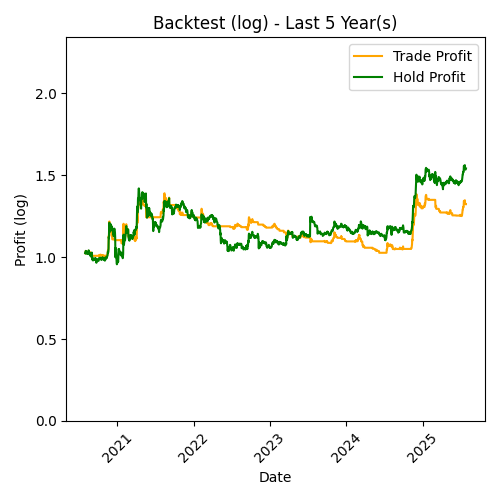 Backtest (log) - Last 5 Year(s)
Trade Profit
Hold Profit
Profit (log)
2.0
1.5
1.0
0.5
0.0
2021
2022
2023
2024
2025
Date